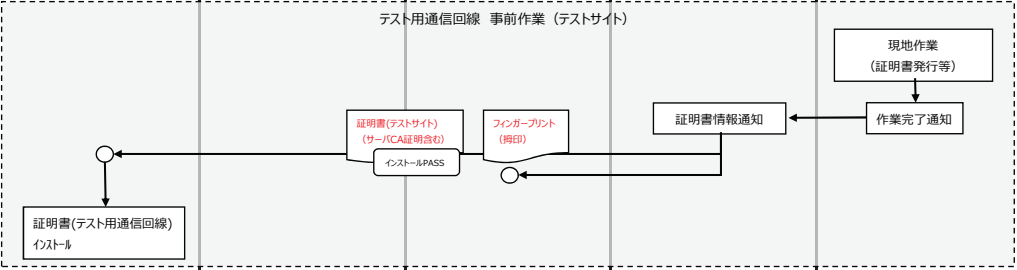 テスト用通信回線 事前作業（テストサイト）
現地作業
（証明書発行等）
作業完了通知
証明書情報通知
フィンガープリント
（拇印）
証明書(テストサイト)
（サーバCA証明含む）
インストールPASS
証明書(テスト用通信回線)
インストール